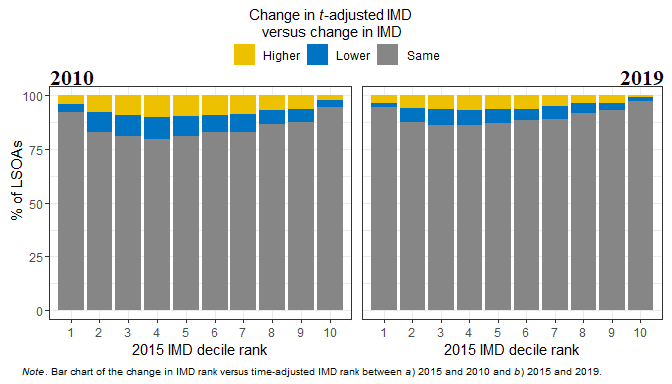 Change in t-adjusted IMD
versus change in IMD
Higher Lower Same
2010 2019
% of LSOAs
100
75
50
25
0
1 2 3 4 5 6 7 8 9 10 1 2 3 4 5 6 7 8 9 10
2015 IMD decile rank 2015 IMD decile rank
Note. Bar chart of the change in IMD rank versus time-adjusted IMD rank between a) 2015 and 2010 and b) 2015 and 2019.